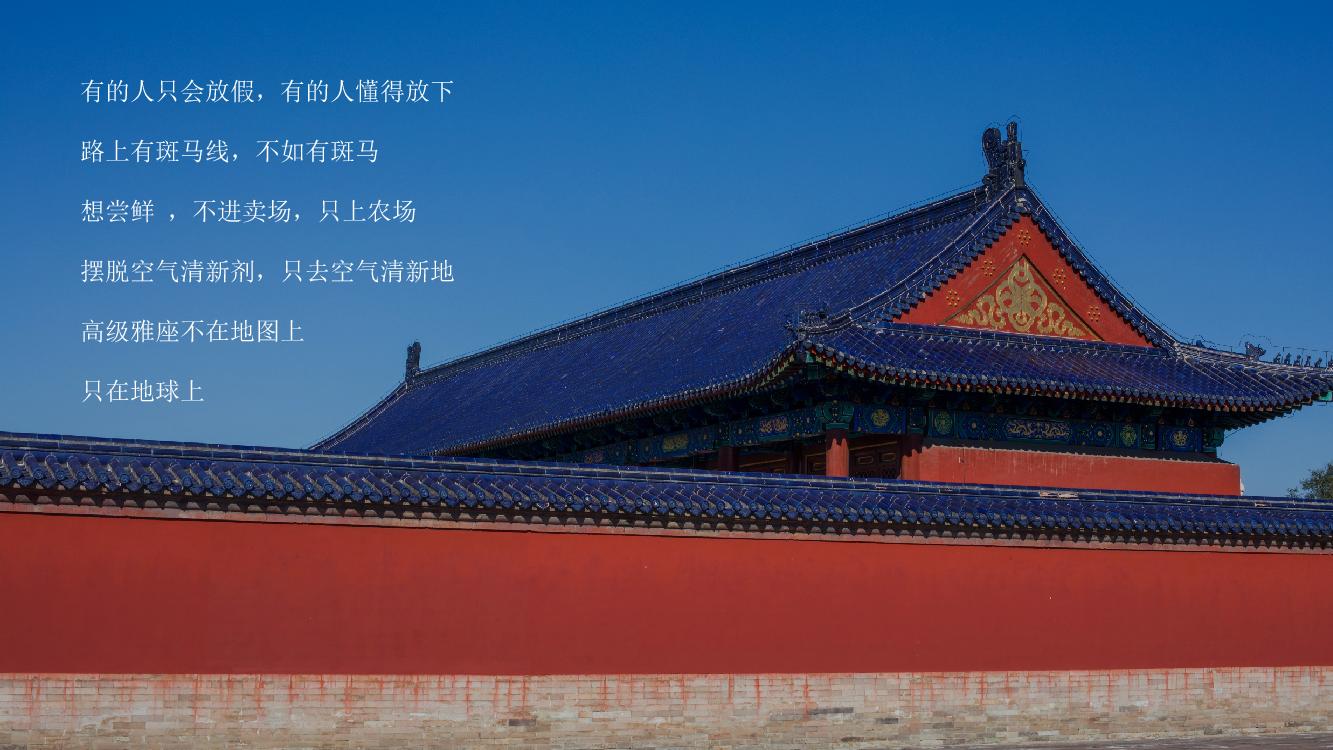 有的人只会放假，有的人懂得放下
路上有斑马线，不如有斑马
想尝鲜 ，不进卖场，只上农场
摆脱空气清新剂，只去空气清新地
高级雅座不在地图上
只在地球上